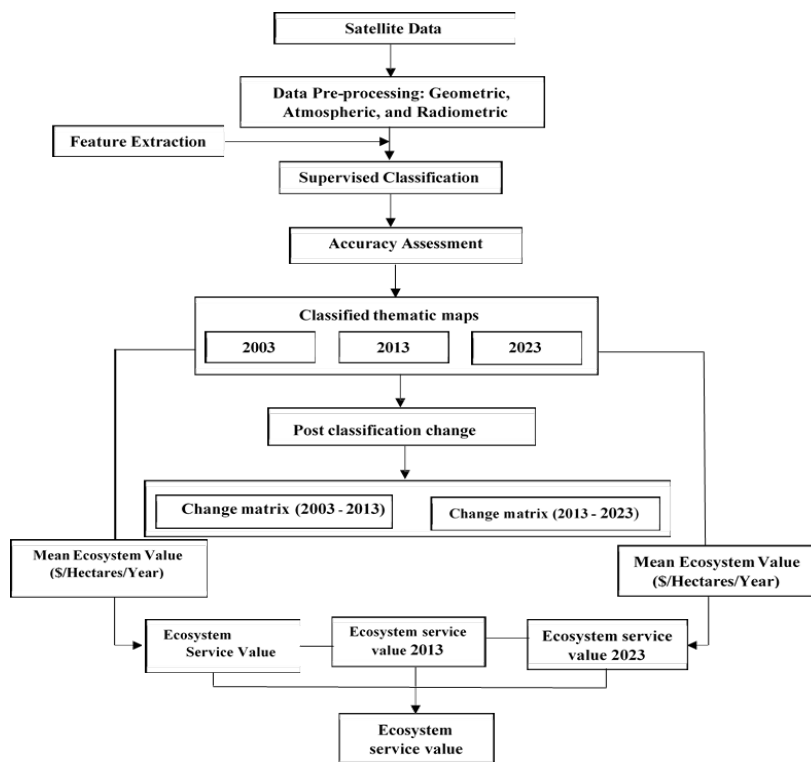 Satellite Data
Data Pre-processing: Geometric,
Atmospheric, and Radiometric
Feature Extraction
Supervised Classification
Accuracy Assessment
Classified thematic maps
2003
2013
2023
Post classification change
Change matrix (2003 - 2013)
Change matrix (2013 - 2023)
Mean Ecosystem Value
($/Hectares/Year)
Mean Ecosystem Value
($/Hectares/Year)
Ecosystem
Service Value
Ecosystem service
value 2013
Ecosystem service
value 2023
Ecosystem
service value